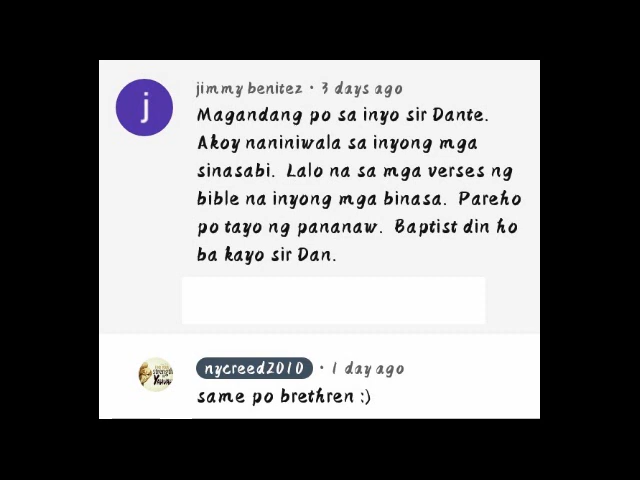 j
jimmy benitez • 3 days ago
Magandang po sa inyo sir Dante.
Akoy naniniwala sa inyong mga
sinasabi. Lalo na sa mga verses ng
bible na inyong mga binasa. Pareho
po tayo ng pananaw. Baptist din ho
ba kayo sir Dan.
nycreed2010 • 1 day ago
same po brethren :)